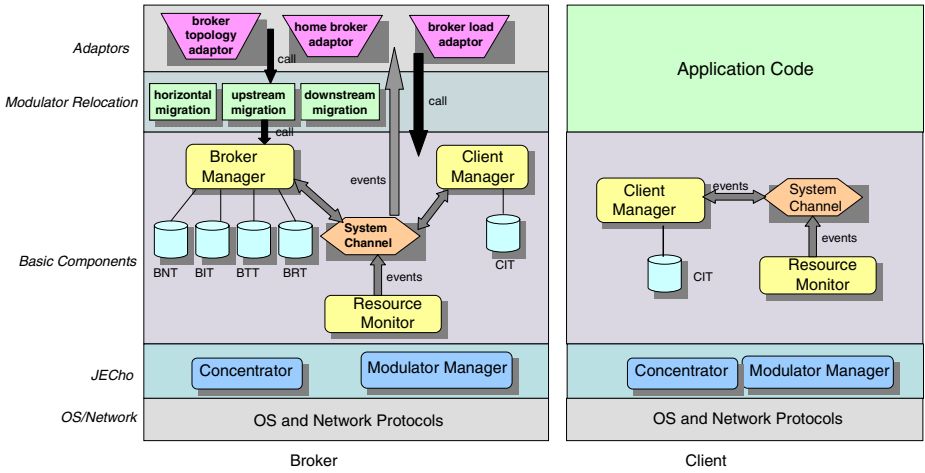 Adaptors
broker
topology
adaptor
home broker
adaptor
broker load
adaptor
call
call
Modulator Relocation
horizontal
migration
upstream
migration
downstream
migration
call
Broker
Manager
events
Client
Manager
System
Channel
BNT
BIT
BTT
BRT
CIT
Basic Components
events
Resource
Monitor
JECho
Concentrator
Modulator Manager
OS/Network
OS and Network Protocols
Broker
Application Code
Client
Manager
events
System
Channel
events
CIT
Resource
Monitor
Concentrator
Modulator Manager
OS and Network Protocols
Client